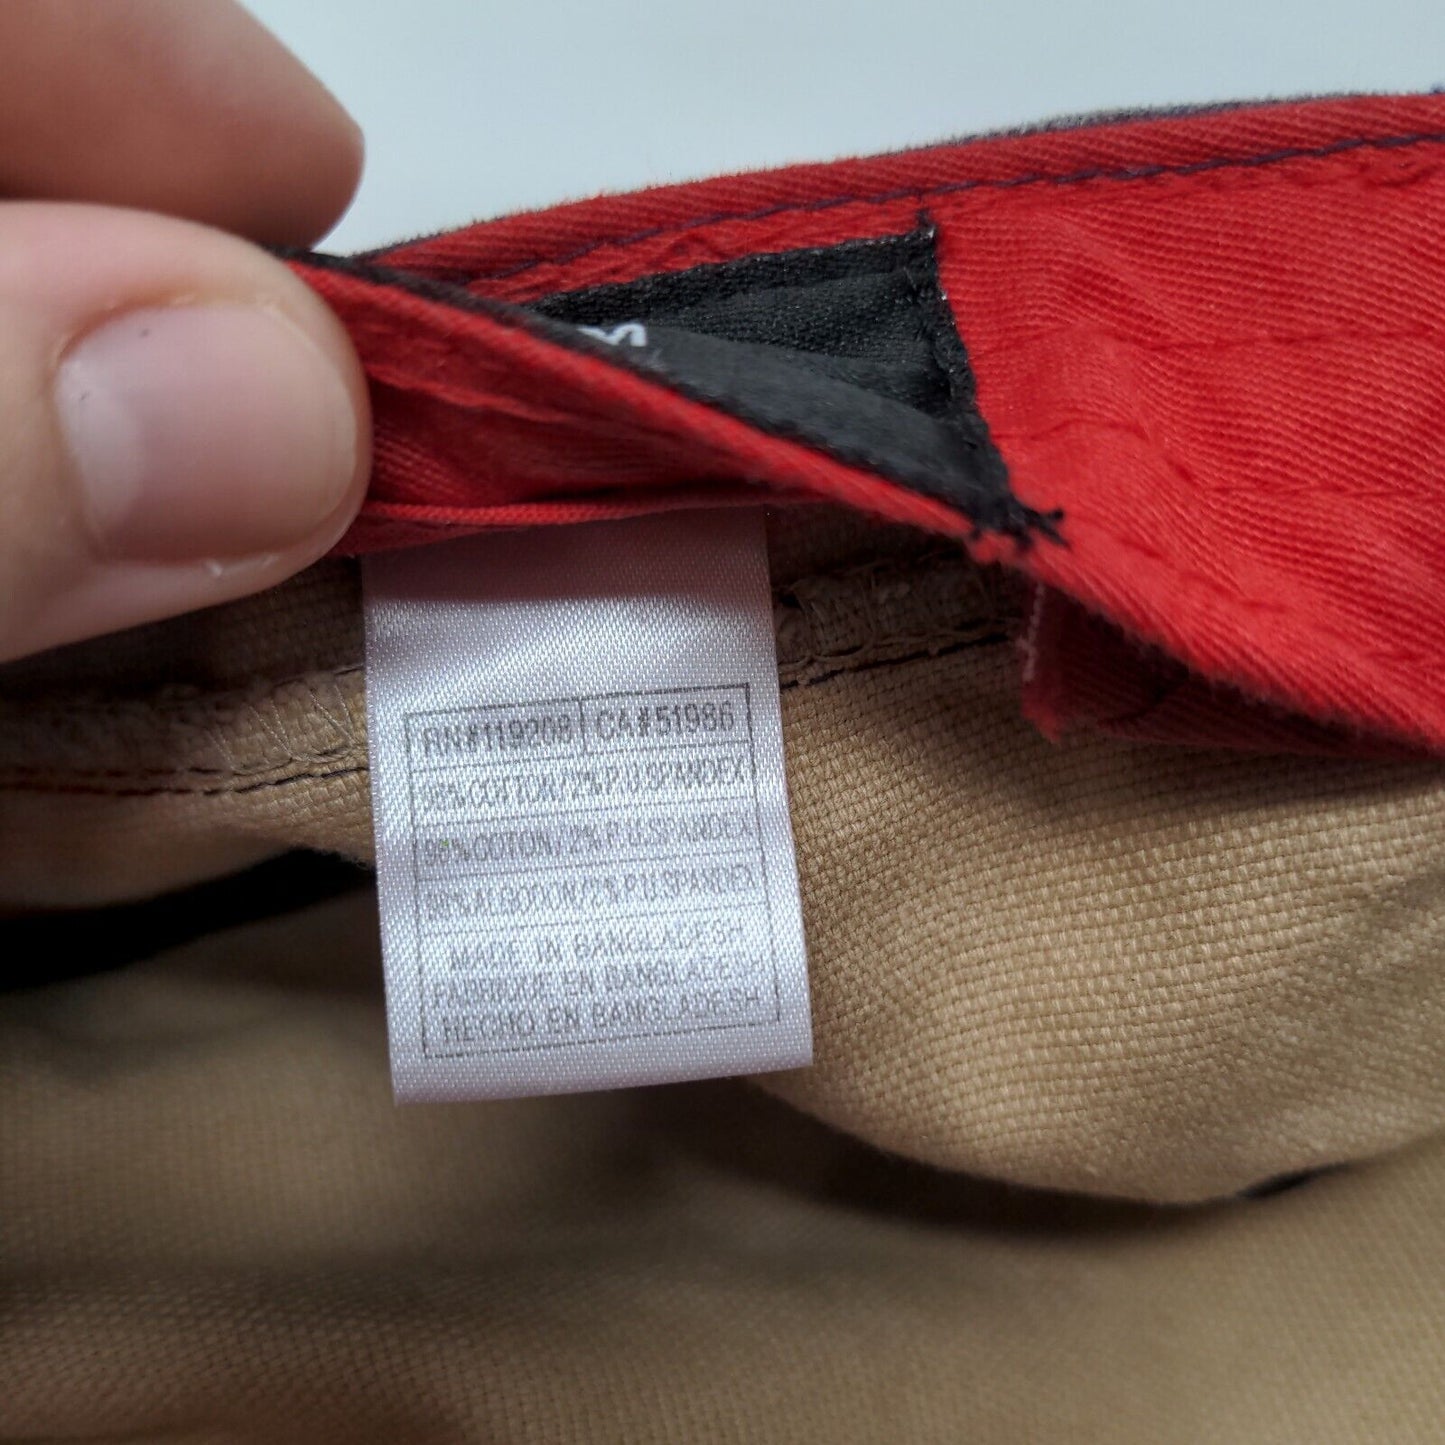 RN#119208 CA#51986
98%COTTON/2%P.U.SPANDEX
98%COTON/2%P.U.SPANDEX
98%ALGODON/2%P.U.SPANDEX
MADE IN BANGLADESH
FABRIQUE EN BANGLADESH
HECHO EN BANGLADESH